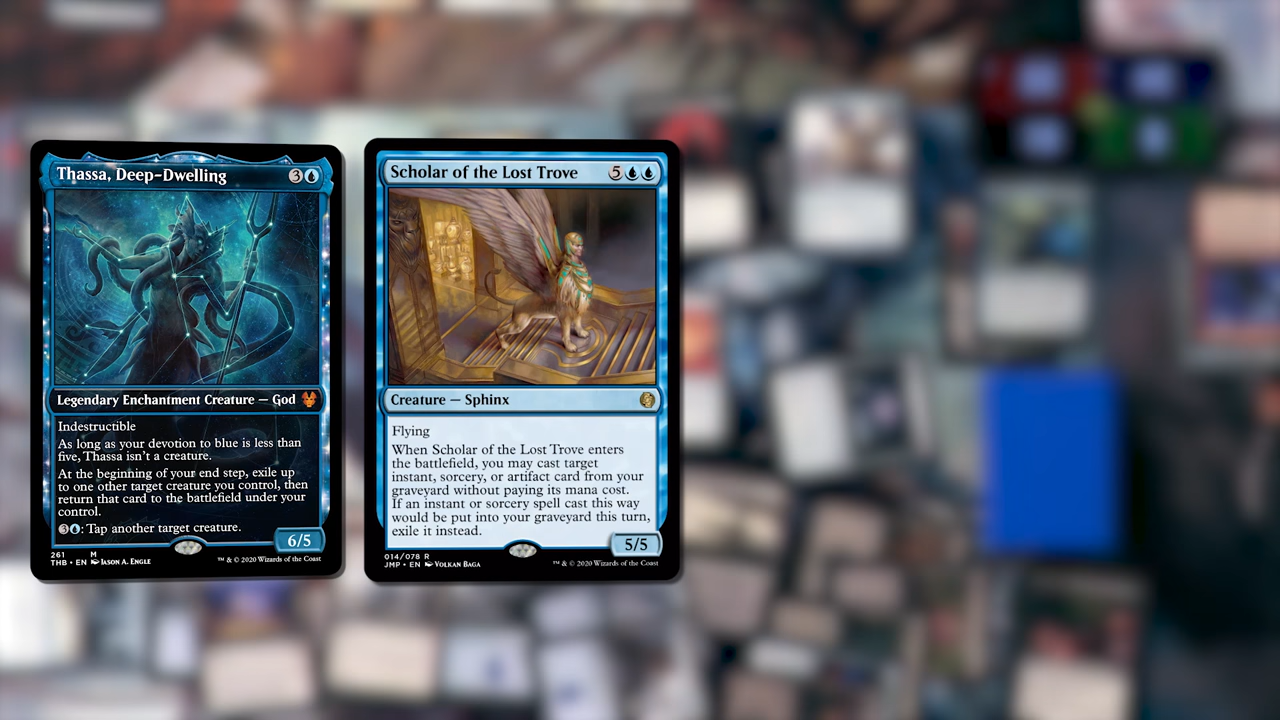 Thassa, Deep-Dwelling 3
Legendary Enchantment Creature — God
Indestructible
As long as your devotion to blue is less than
five, Thassa isn't a creature.
At the beginning of your end step, exile up
to one other target creature you control, then
return that card to the battlefield under your
control.
3: Tap another target creature.
6/5
261 M
THB • EN JASON A. ENGLE
™ & © 2020 Wizards of the Coast
Scholar of the Lost Trove 5
Creature — Sphinx
Flying
When Scholar of the Lost Trove enters
the battlefield, you may cast target
instant, sorcery, or artifact card from your
graveyard without paying its mana cost.
If an instant or sorcery spell cast this way
would be put into your graveyard this turn,
exile it instead.
5/5
014/078 R
JMP • EN VOLKAN BAGA
™ & © 2020 Wizards of the Coast